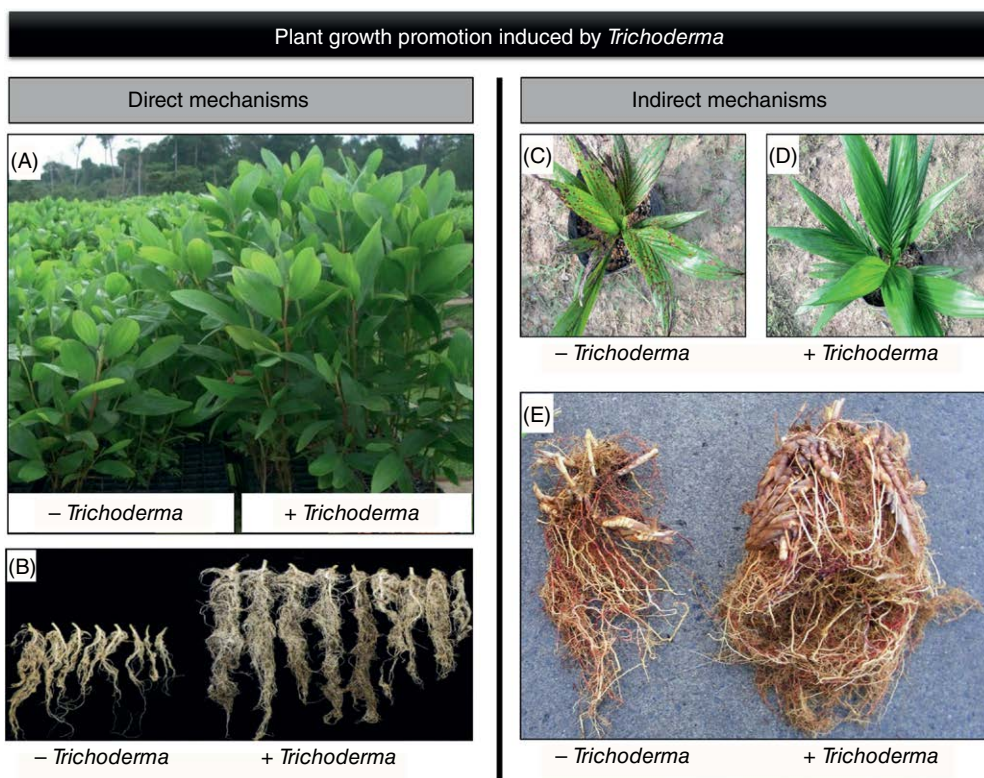 Plant growth promotion induced by Trichoderma
Direct mechanisms
(A)
– Trichoderma
+ Trichoderma
(B)
– Trichoderma
+ Trichoderma
Indirect mechanisms
(C)
– Trichoderma
(D)
+ Trichoderma
(E)
– Trichoderma
+ Trichoderma